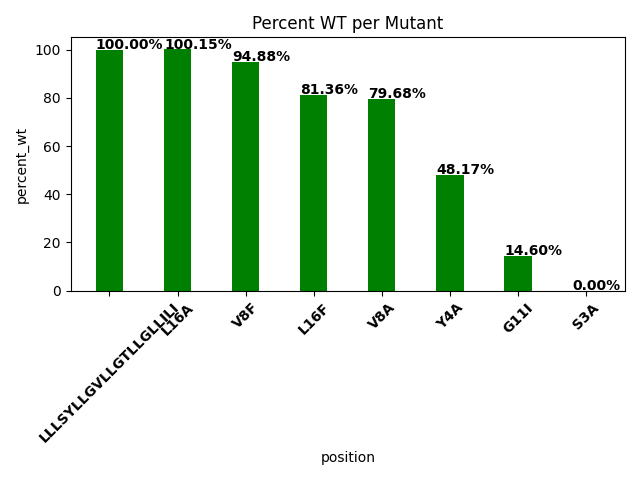 Percent WT per Mutant
percent_wt
100
80
60
40
20
0
100.00%
100.15%
94.88%
81.36%
79.68%
48.17%
14.60%
0.00%
LLLSYLLGVLLGTLLGLLILI
L16A
V8F
L16F
V8A
Y4A
G11I
S3A
position